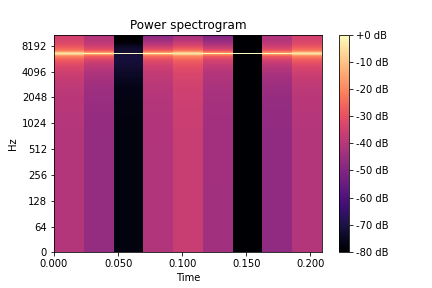 Power spectrogram
Hz
8192
4096
2048
1024
512
256
128
64
0
0.000 0.050 0.100 0.150 0.200
Time
+0 dB
-10 dB
-20 dB
-30 dB
-40 dB
-50 dB
-60 dB
-70 dB
-80 dB